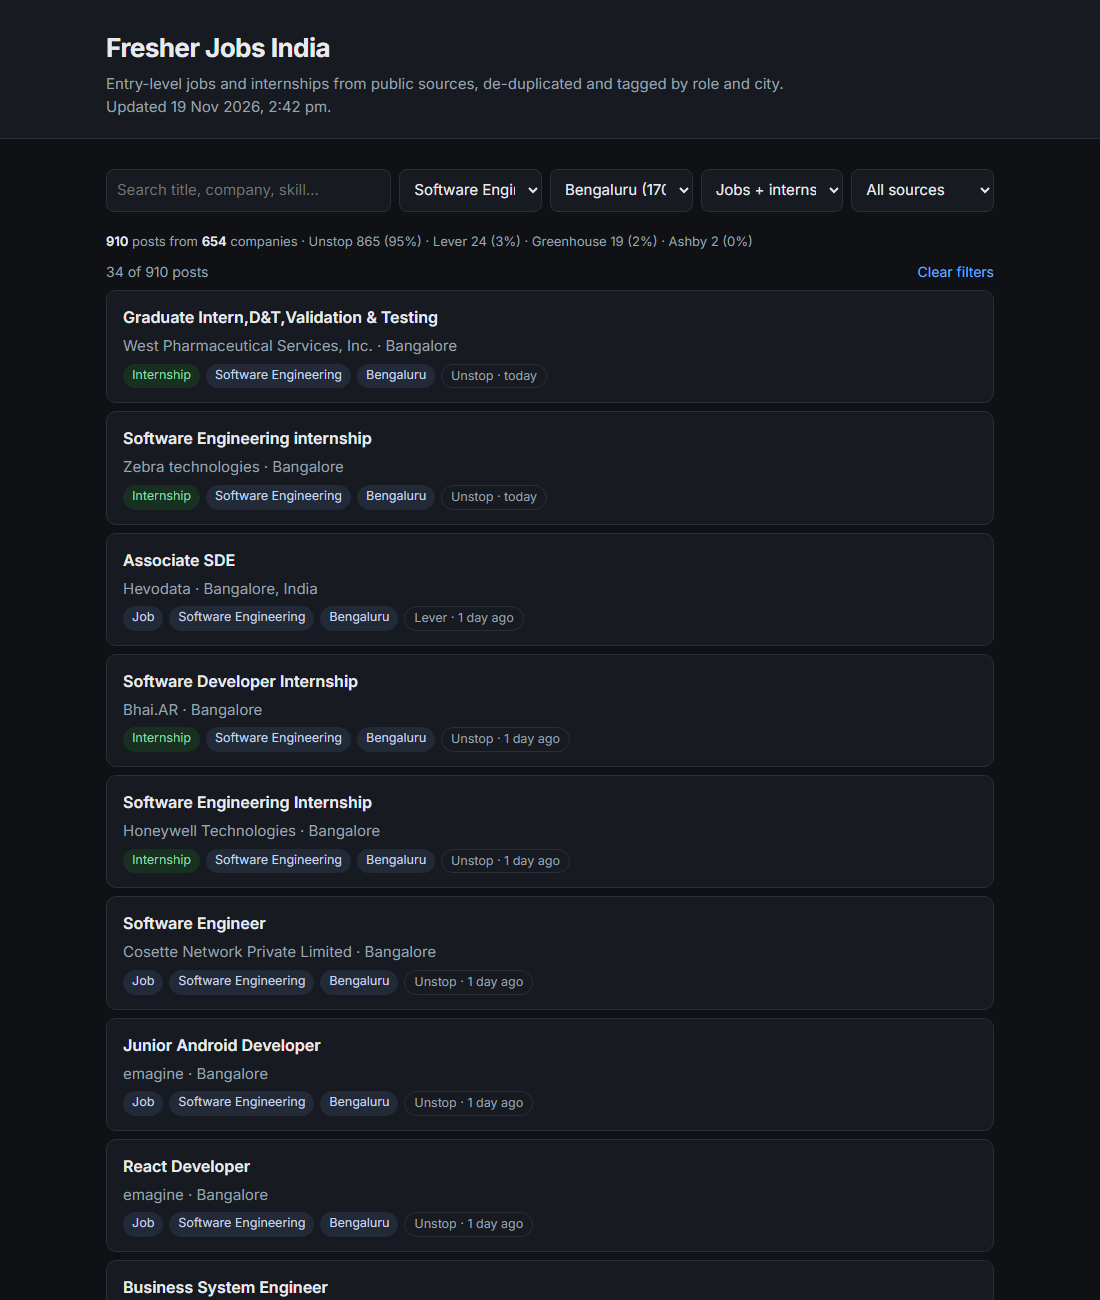 Fresher Jobs India
Entry-level jobs and internships from public sources, de-duplicated and tagged by role and city.
Updated 19 Nov 2026, 2:42 pm.
Search title, company, skill...
Software Engi
Bengaluru (170
Jobs + interns
All sources
910 posts from 654 companies · Unstop 865 (95%) · Lever 24 (3%) · Greenhouse 19 (2%) · Ashby 2 (0%)
34 of 910 posts
Clear filters
Graduate Intern,D&T,Validation & Testing
West Pharmaceutical Services, Inc. · Bangalore
Internship Software Engineering Bengaluru Unstop · today
Software Engineering internship
Zebra technologies · Bangalore
Internship Software Engineering Bengaluru Unstop · today
Associate SDE
Hevodata · Bangalore, India
Job Software Engineering Bengaluru Lever · 1 day ago
Software Developer Internship
Bhai.AR · Bangalore
Internship Software Engineering Bengaluru Unstop · 1 day ago
Software Engineering Internship
Honeywell Technologies · Bangalore
Internship Software Engineering Bengaluru Unstop · 1 day ago
Software Engineer
Cosette Network Private Limited · Bangalore
Job Software Engineering Bengaluru Unstop · 1 day ago
Junior Android Developer
emagine · Bangalore
Job Software Engineering Bengaluru Unstop · 1 day ago
React Developer
emagine · Bangalore
Job Software Engineering Bengaluru Unstop · 1 day ago
Business System Engineer